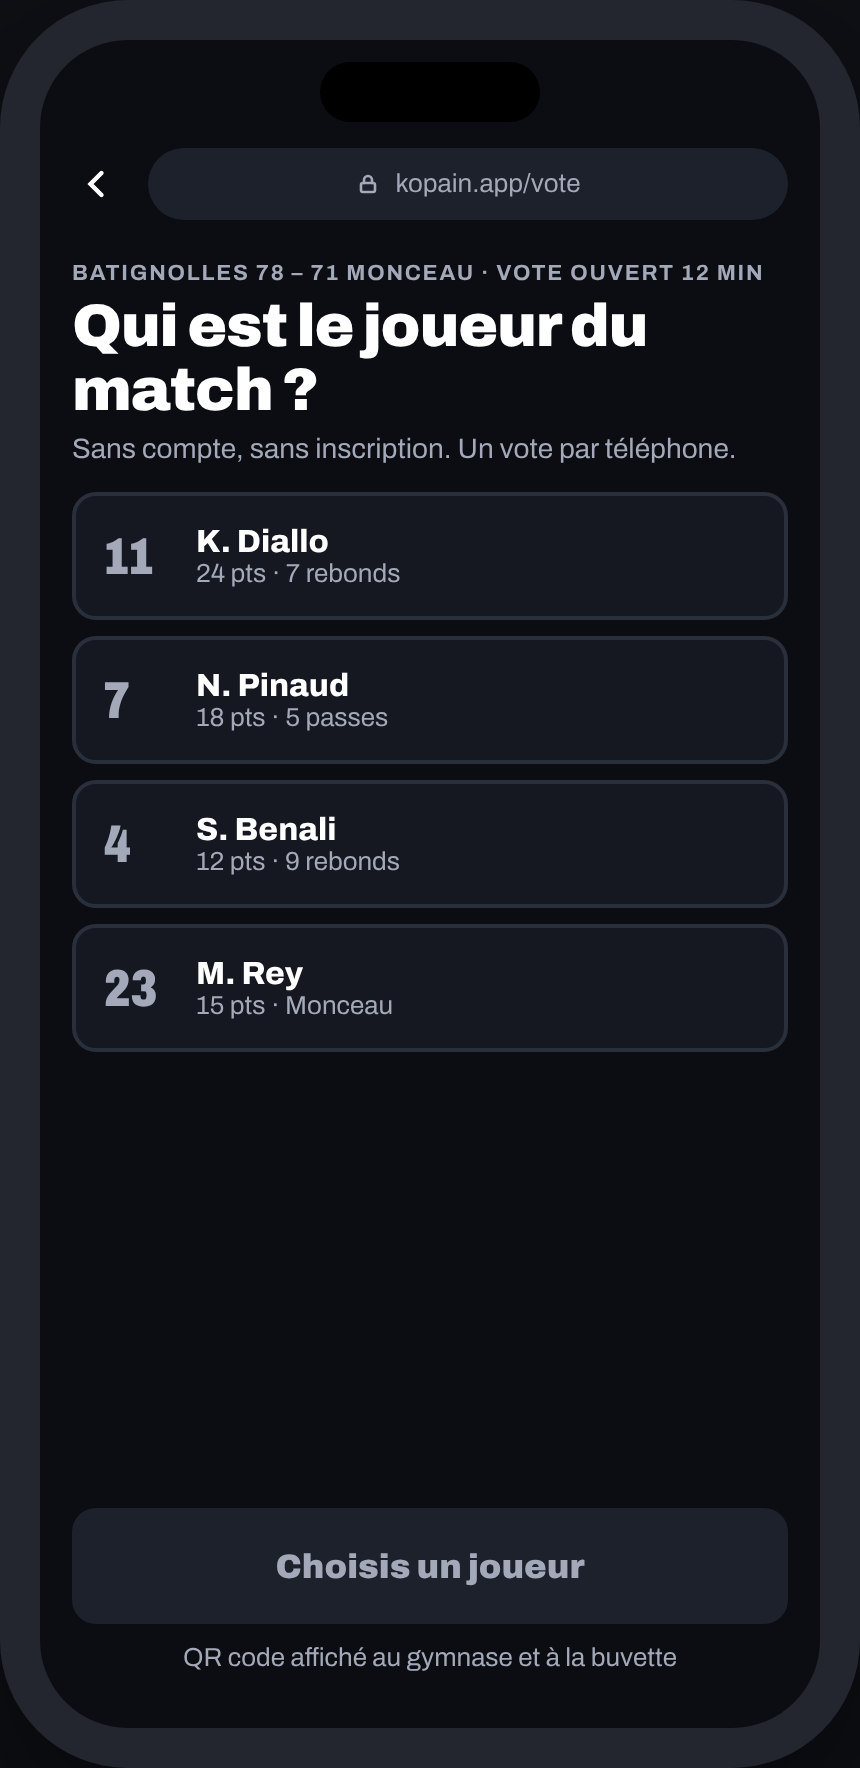 kopain.app/vote
BATIGNOLLES 78 – 71 MONCEAU · VOTE OUVERT 12 MIN
Qui est le joueur du
match ?
Sans compte, sans inscription. Un vote par téléphone.
11
K. Diallo
24 pts · 7 rebonds
7
N. Pinaud
18 pts · 5 passes
4
S. Benali
12 pts · 9 rebonds
23
M. Rey
15 pts · Monceau
Choisis un joueur
QR code affiché au gymnase et à la buvette